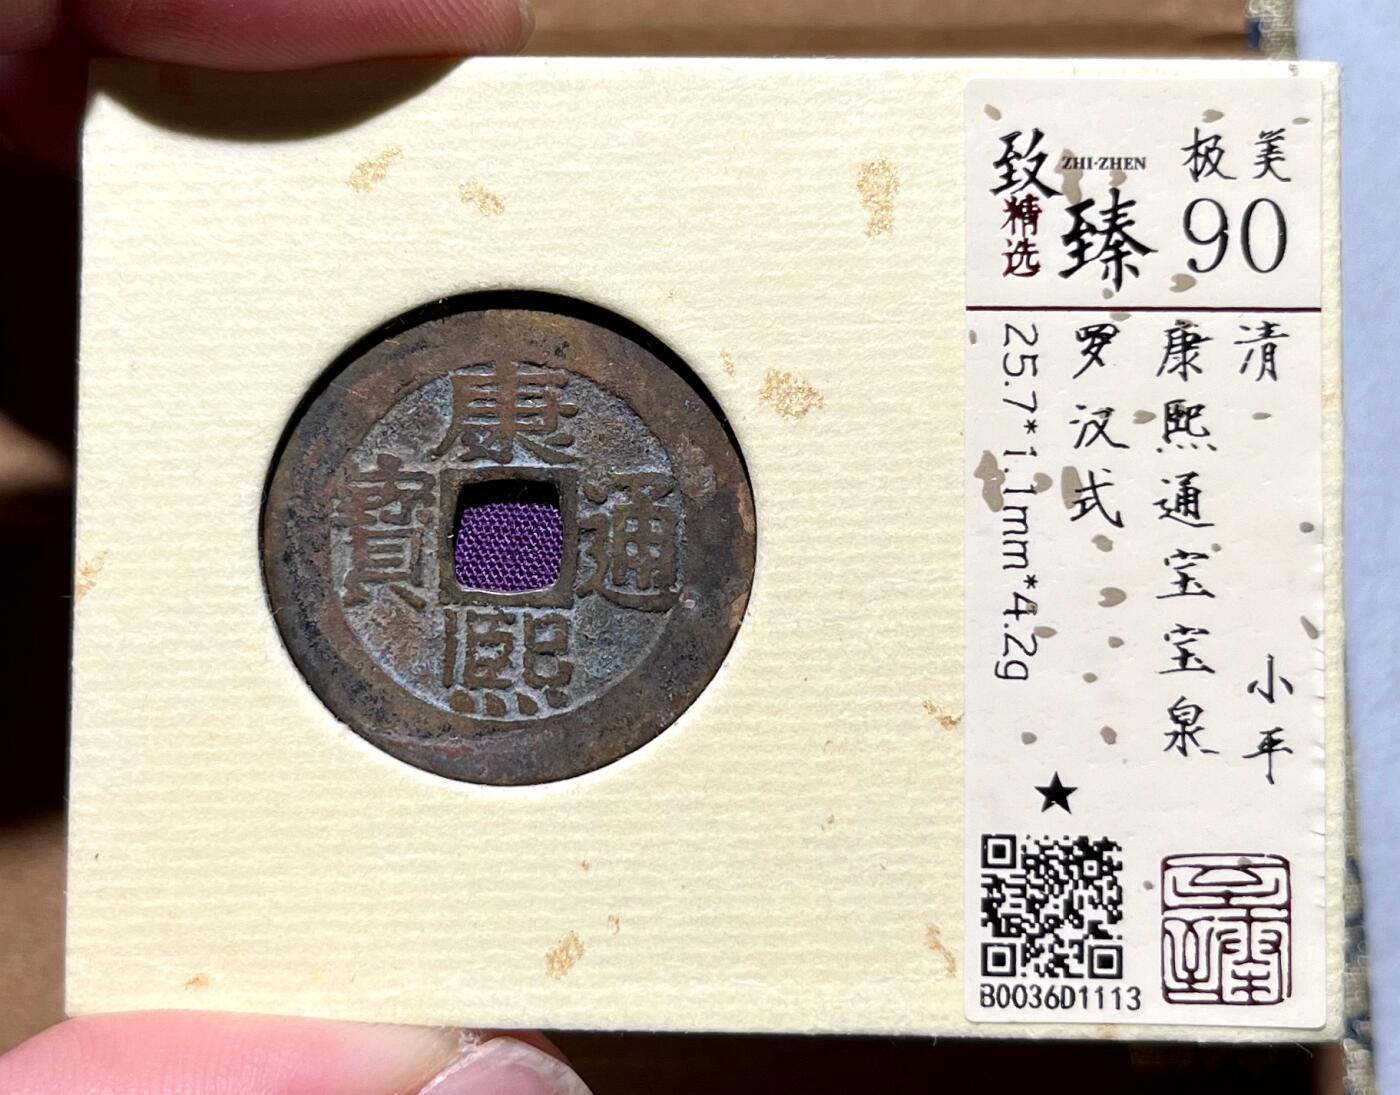 康熙通寶
致臻
ZHI·ZHEN
精选
极美
90
清 小平
康熙通宝宝泉
罗汉式
25.7*1.1mm*4.2g
B0036D1113